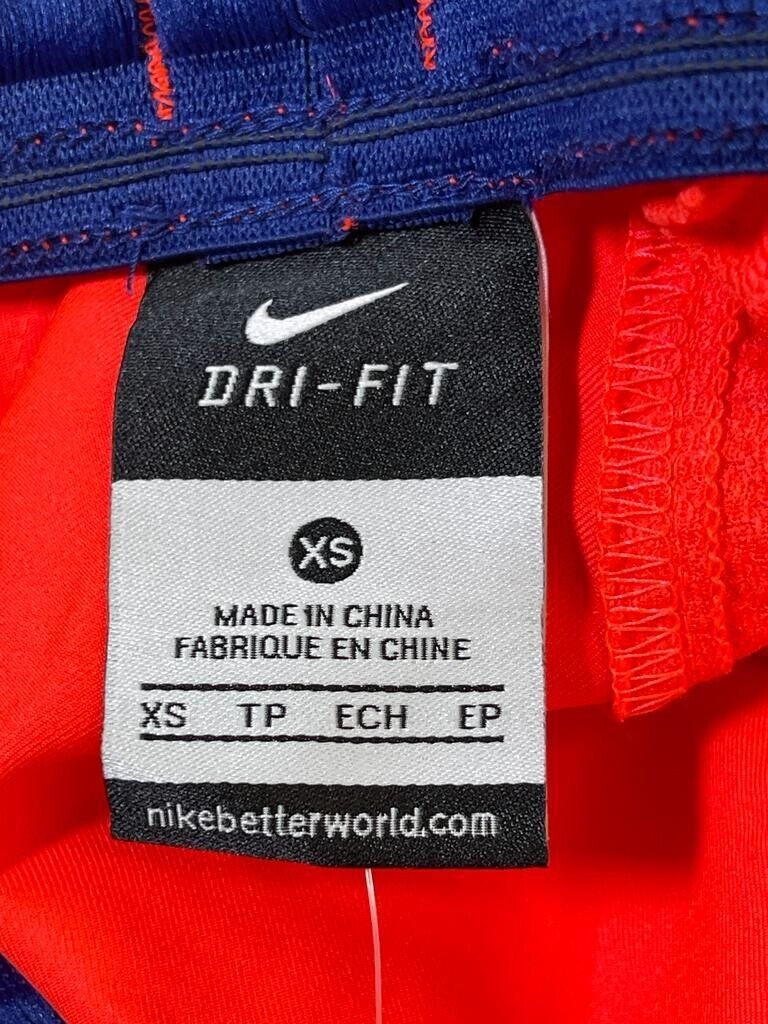 DRI-FIT
XS
MADE IN CHINA
FABRIQUE EN CHINE
XS TP ECH EP
nikebetterworld.com